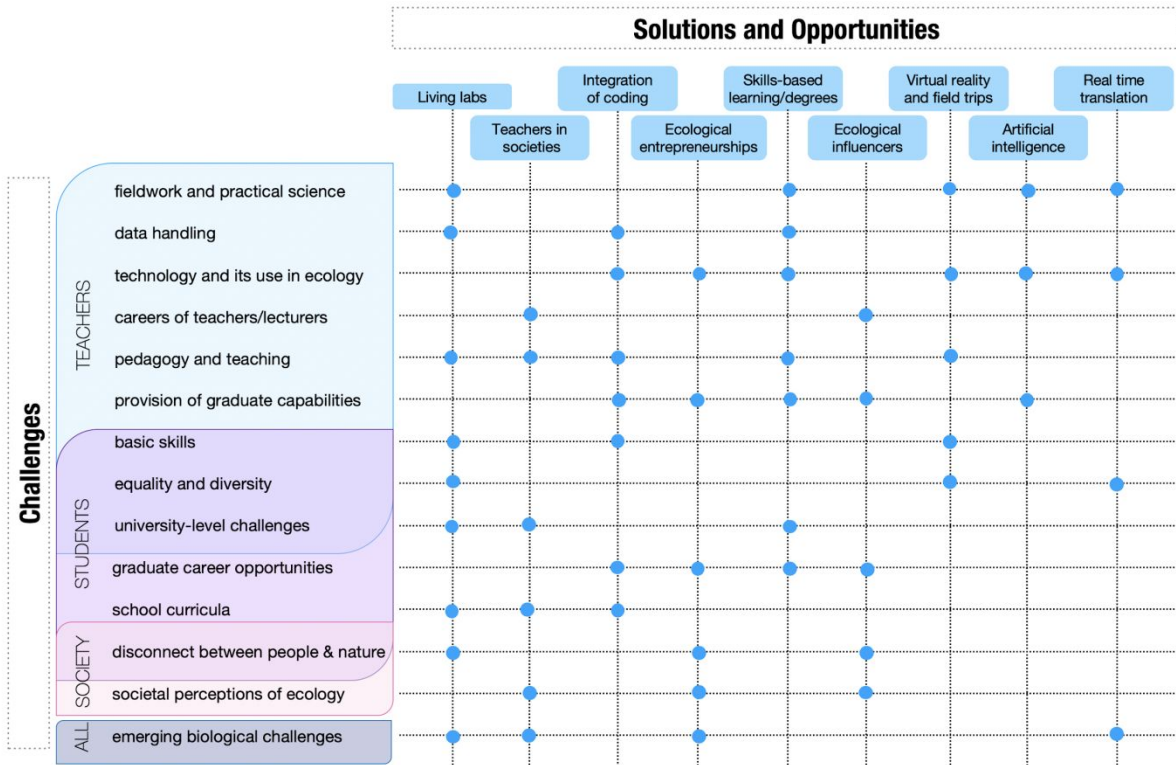 Solutions and Opportunities
Living labs
Integration
of coding
Skills-based
learning/degrees
Virtual reality
and field trips
Real time
translation
Teachers in
societies
Ecological
entrepreneurships
Ecological
influencers
Artificial
intelligence
Challenges
TEACHERS
fieldwork and practical science
data handling
technology and its use in ecology
careers of teachers/lecturers
pedagogy and teaching
provision of graduate capabilities
STUDENTS
basic skills
equality and diversity
university-level challenges
graduate career opportunities
school curricula
SOCIETY
disconnect between people & nature
societal perceptions of ecology
ALL
emerging biological challenges